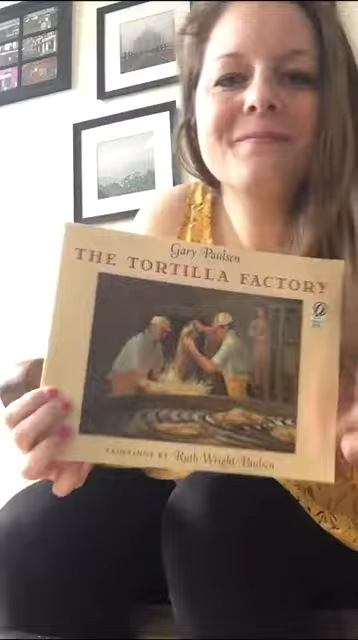 Gary Paulsen
THE TORTILLA FACTORY
PAINTINGS BY Ruth Wright Paulsen